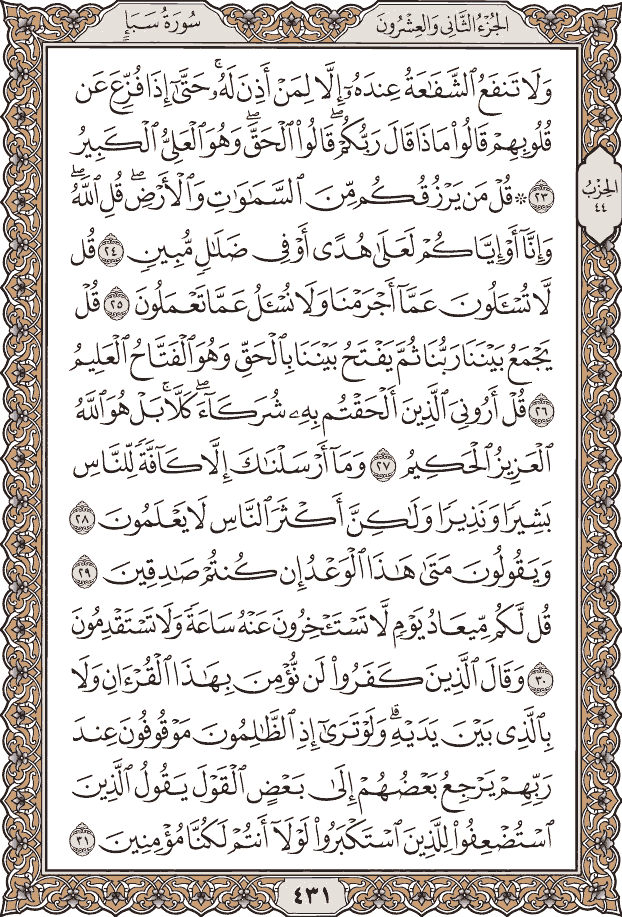 الجُزْءُ الثَّانِي وَالعِشْرُونَ
سُورَةُ سَبَإٍ
وَلَا تَنفَعُ ٱلشَّفَٰعَةُ عِندَهُۥٓ إِلَّا لِمَنْ أَذِنَ لَهُۥۚ حَتَّىٰٓ إِذَا فُزِّعَ عَن
قُلُوبِهِمْ قَالُوا۟ مَاذَا قَالَ رَبُّكُمْۖ قَالُوا۟ ٱلْحَقَّۖ وَهُوَ ٱلْعَلِىُّ ٱلْكَبِيرُ
٢٣ ۞ قُلْ مَن يَرْزُقُكُم مِّنَ ٱلسَّمَٰوَٰتِ وَٱلْأَرْضِۖ قُلِ ٱللَّهُۖ
الحِزْبُ
٤٤
وَإِنَّآ أَوْ إِيَّاكُمْ لَعَلَىٰ هُدًى أَوْ فِى ضَلَٰلٍ مُّبِينٍ ٢٤ قُل
لَّا تُسْـَٔلُونَ عَمَّآ أَجْرَمْنَا وَلَا نُسْـَٔلُ عَمَّا تَعْمَلُونَ ٢٥ قُلْ
يَجْمَعُ بَيْنَنَا رَبُّنَا ثُمَّ يَفْتَحُ بَيْنَنَا بِٱلْحَقِّ وَهُوَ ٱلْفَتَّاحُ ٱلْعَلِيمُ
٢٦ قُلْ أَرُونِىَ ٱلَّذِينَ أَلْحَقْتُم بِهِۦ شُرَكَآءَۖ كَلَّاۚ بَلْ هُوَ ٱللَّهُ
ٱلْعَزِيزُ ٱلْحَكِيمُ ٢٧ وَمَآ أَرْسَلْنَٰكَ إِلَّا كَآفَّةً لِّلنَّاسِ
بَشِيرًا وَنَذِيرًا وَلَٰكِنَّ أَكْثَرَ ٱلنَّاسِ لَا يَعْلَمُونَ ٢٨
وَيَقُولُونَ مَتَىٰ هَٰذَا ٱلْوَعْدُ إِن كُنتُمْ صَٰدِقِينَ ٢٩
قُل لَّكُم مِّيعَادُ يَوْمٍ لَّا تَسْتَـْٔخِرُونَ عَنْهُ سَاعَةً وَلَا تَسْتَقْدِمُونَ
٣٠ وَقَالَ ٱلَّذِينَ كَفَرُوا۟ لَن نُّؤْمِنَ بِهَٰذَا ٱلْقُرْءَانِ وَلَا
بِٱلَّذِى بَيْنَ يَدَيْهِۗ وَلَوْ تَرَىٰٓ إِذِ ٱلظَّٰلِمُونَ مَوْقُوفُونَ عِندَ
رَبِّهِمْ يَرْجِعُ بَعْضُهُمْ إِلَىٰ بَعْضٍ ٱلْقَوْلَ يَقُولُ ٱلَّذِينَ
ٱسْتُضْعِفُوا۟ لِلَّذِينَ ٱسْتَكْبَرُوا۟ لَوْلَآ أَنتُمْ لَكُنَّا مُؤْمِنِينَ ٣١
٤٣١